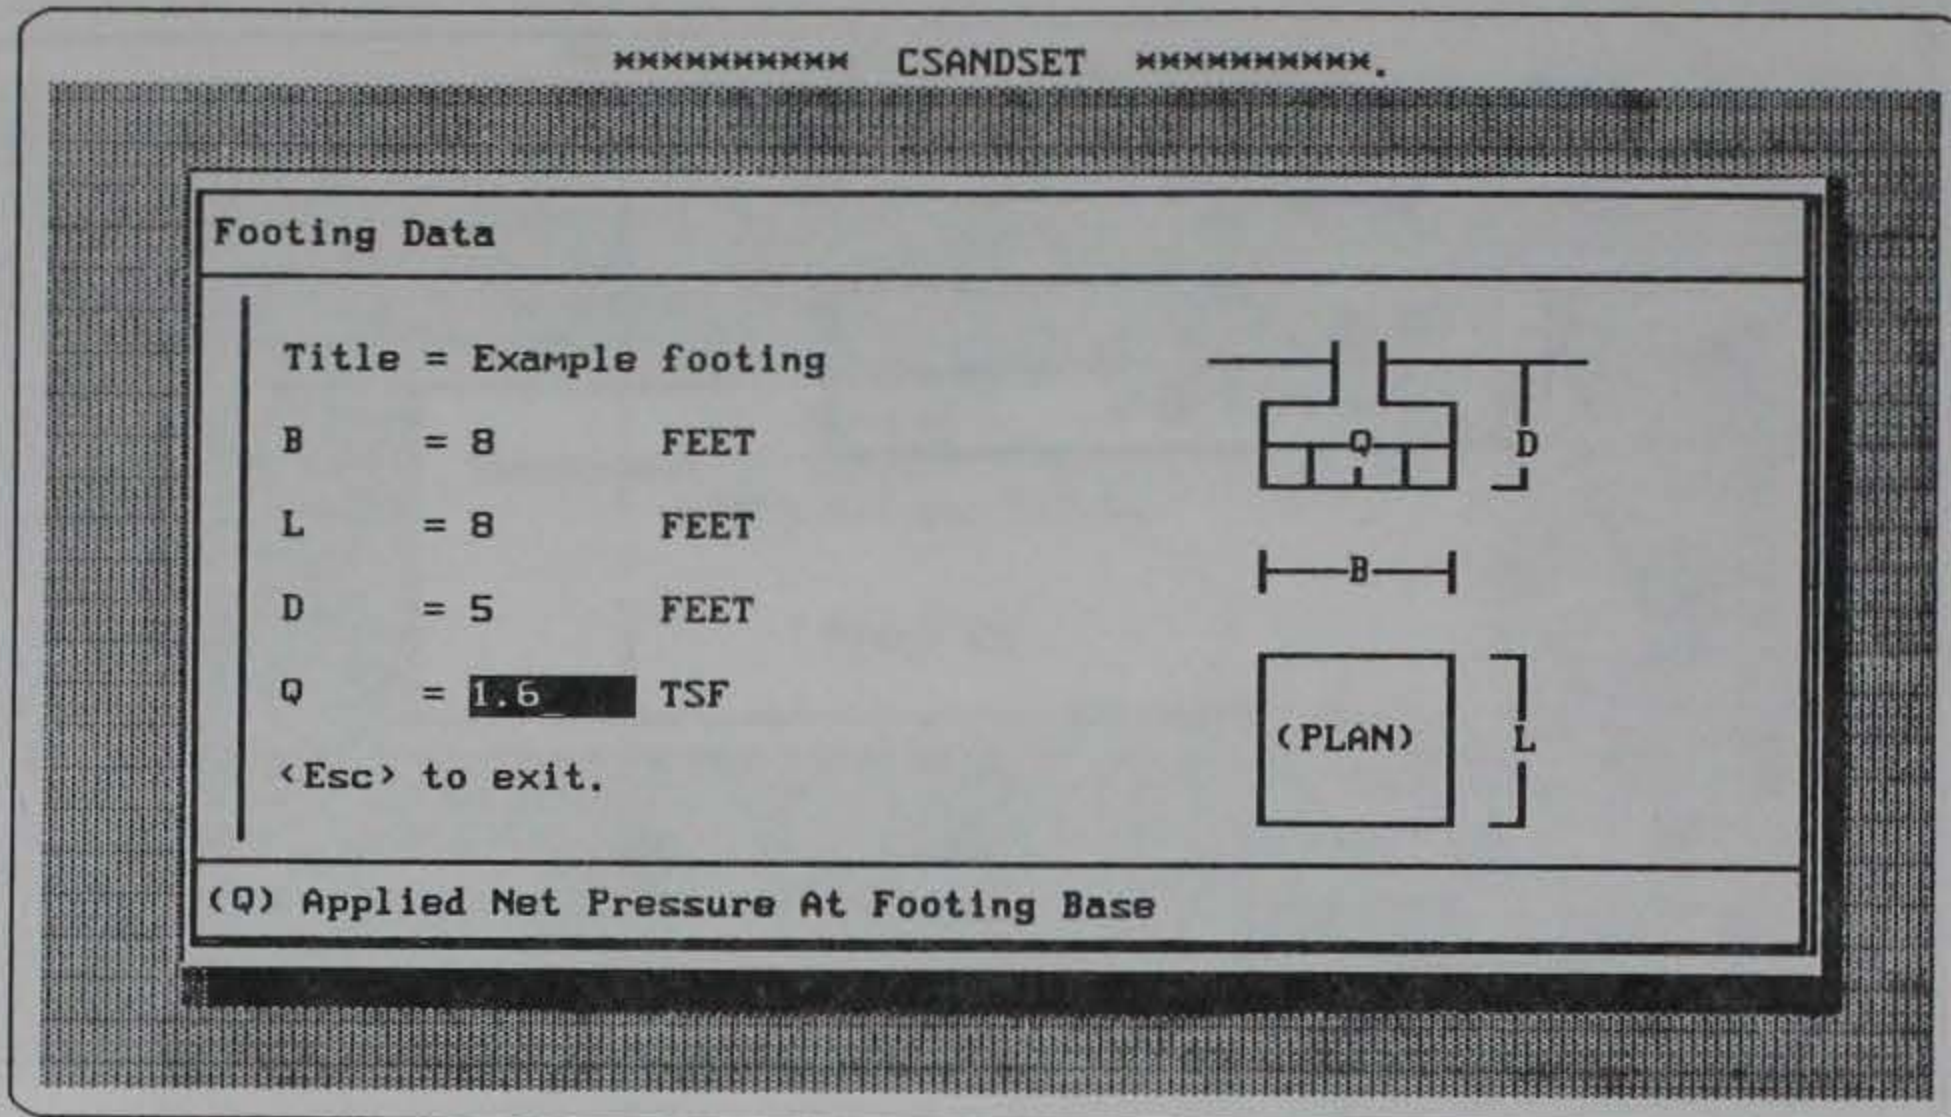 ********** CSANDSET **********.
Footing Data
Title = Example footing
B = 8 FEET
L = 8 FEET
D = 5 FEET
Q = 1.6 TSF
<Esc> to exit.
Q
D
B
(PLAN)
L
(Q) Applied Net Pressure At Footing Base